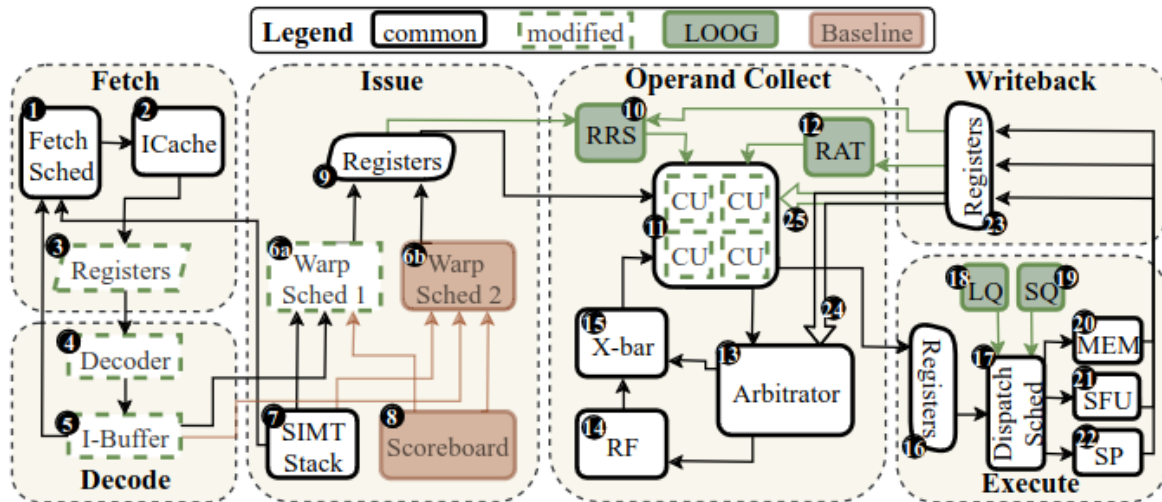 Legend common modified LOOG Baseline
Fetch
1
Fetch
Sched
2
ICache
3
Registers
4
Decoder
5
I-Buffer
Decode
Issue
9
Registers
6a
Warp
Sched 1
6b
Warp
Sched 2
7
SIMT
Stack
8
Scoreboard
Operand Collect
10
RRS
12
RAT
11
CU CU
CU CU
25
24
15
X-bar
13
Arbitrator
14
RF
Writeback
Registers
23
18
LQ
19
SQ
16
Registers
17
Dispatch
Sched
20
MEM
21
SFU
22
SP
Execute